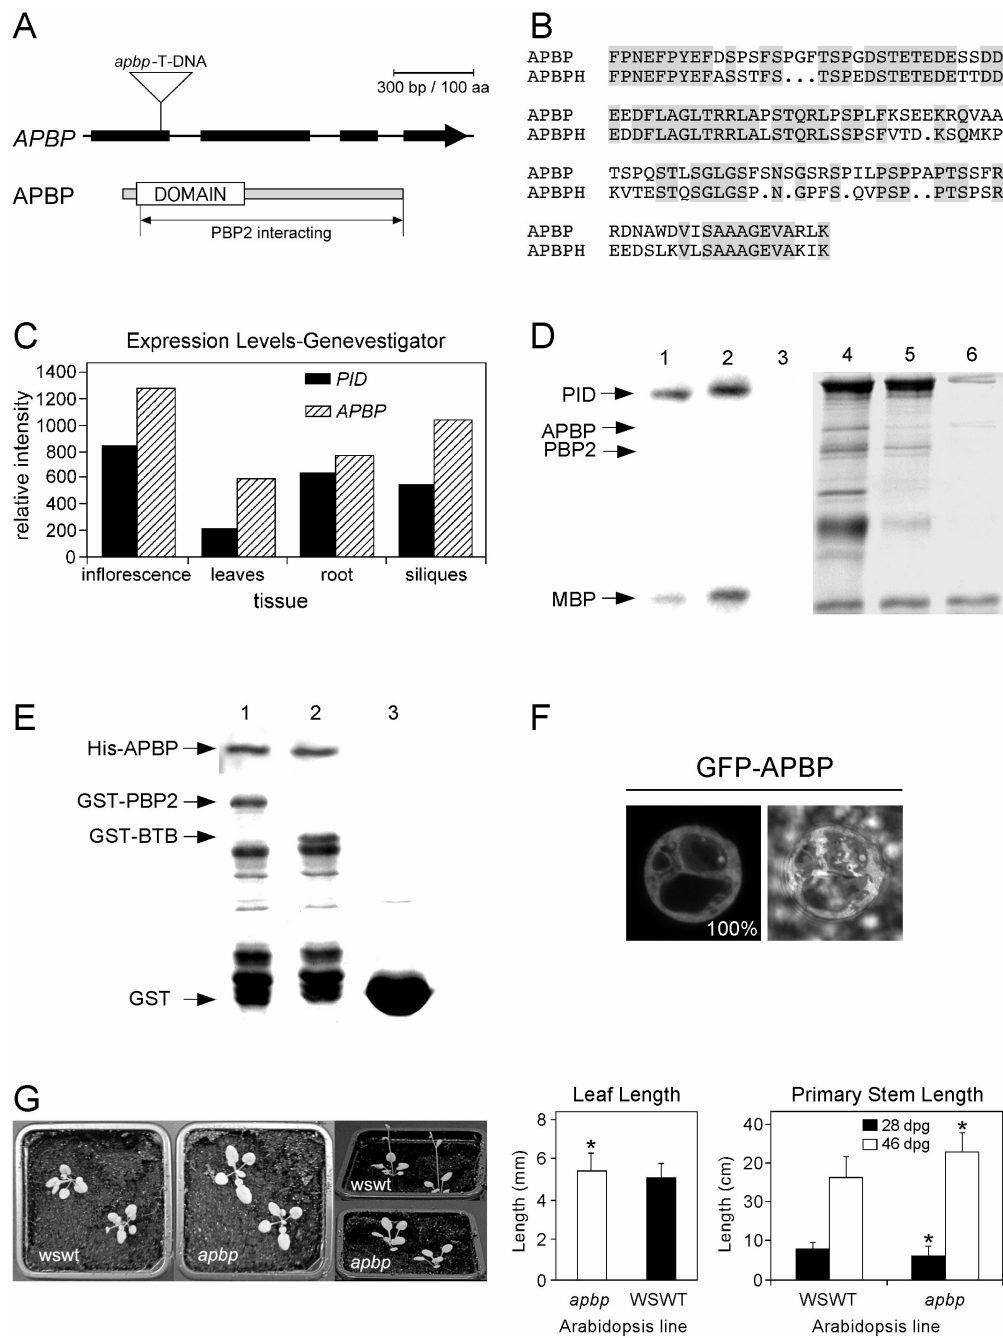 A
apbp-T-DNA
300 bp / 100 aa
APBP
APBP
DOMAIN
PBP2 interacting
B
APBP FPNEFPYEFDSPSFSPGFTSPGDSTETEDESSDD
APBPH FPNEFPYEFASSTFS...TSPEDSTETEDETTDD
APBP EEDFLAGLTRRLAPSTQRLPSPLFKSEEKRQVAA
APBPH EDDFLAGLTRRLALSTQRLSSPSFVTD.KSQMKP
APBP TSPQSTLSGLGSFSNSGSRSPILPSPPAPTSSFR
APBPH KVTESTQSGLGSP.N.GPFS.QVPSP..PTSPSR
APBP RDNAWDVISAAAGEVARLK
APBPH EEDSLKVLSAAAGEVAKIK
C
Expression Levels-Genevestigator
relative intensity
1400
1200
1000
800
600
400
200
0
PID
APBP
inflorescence leaves root siliques
tissue
D
1 2 3 4 5 6
PID
APBP
PBP2
MBP
E
1 2 3
His-APBP
GST-PBP2
GST-BTB
GST
F
GFP-APBP
100%
G
wswt
apbp
wswt
apbp
Leaf Length
Length (mm)
8
6
4
2
0
*
apbp WSWT
Arabidopsis line
Primary Stem Length
Length (cm)
40
20
30
10
0
28 dpg
46 dpg
*
*
WSWT apbp
Arabidopsis line